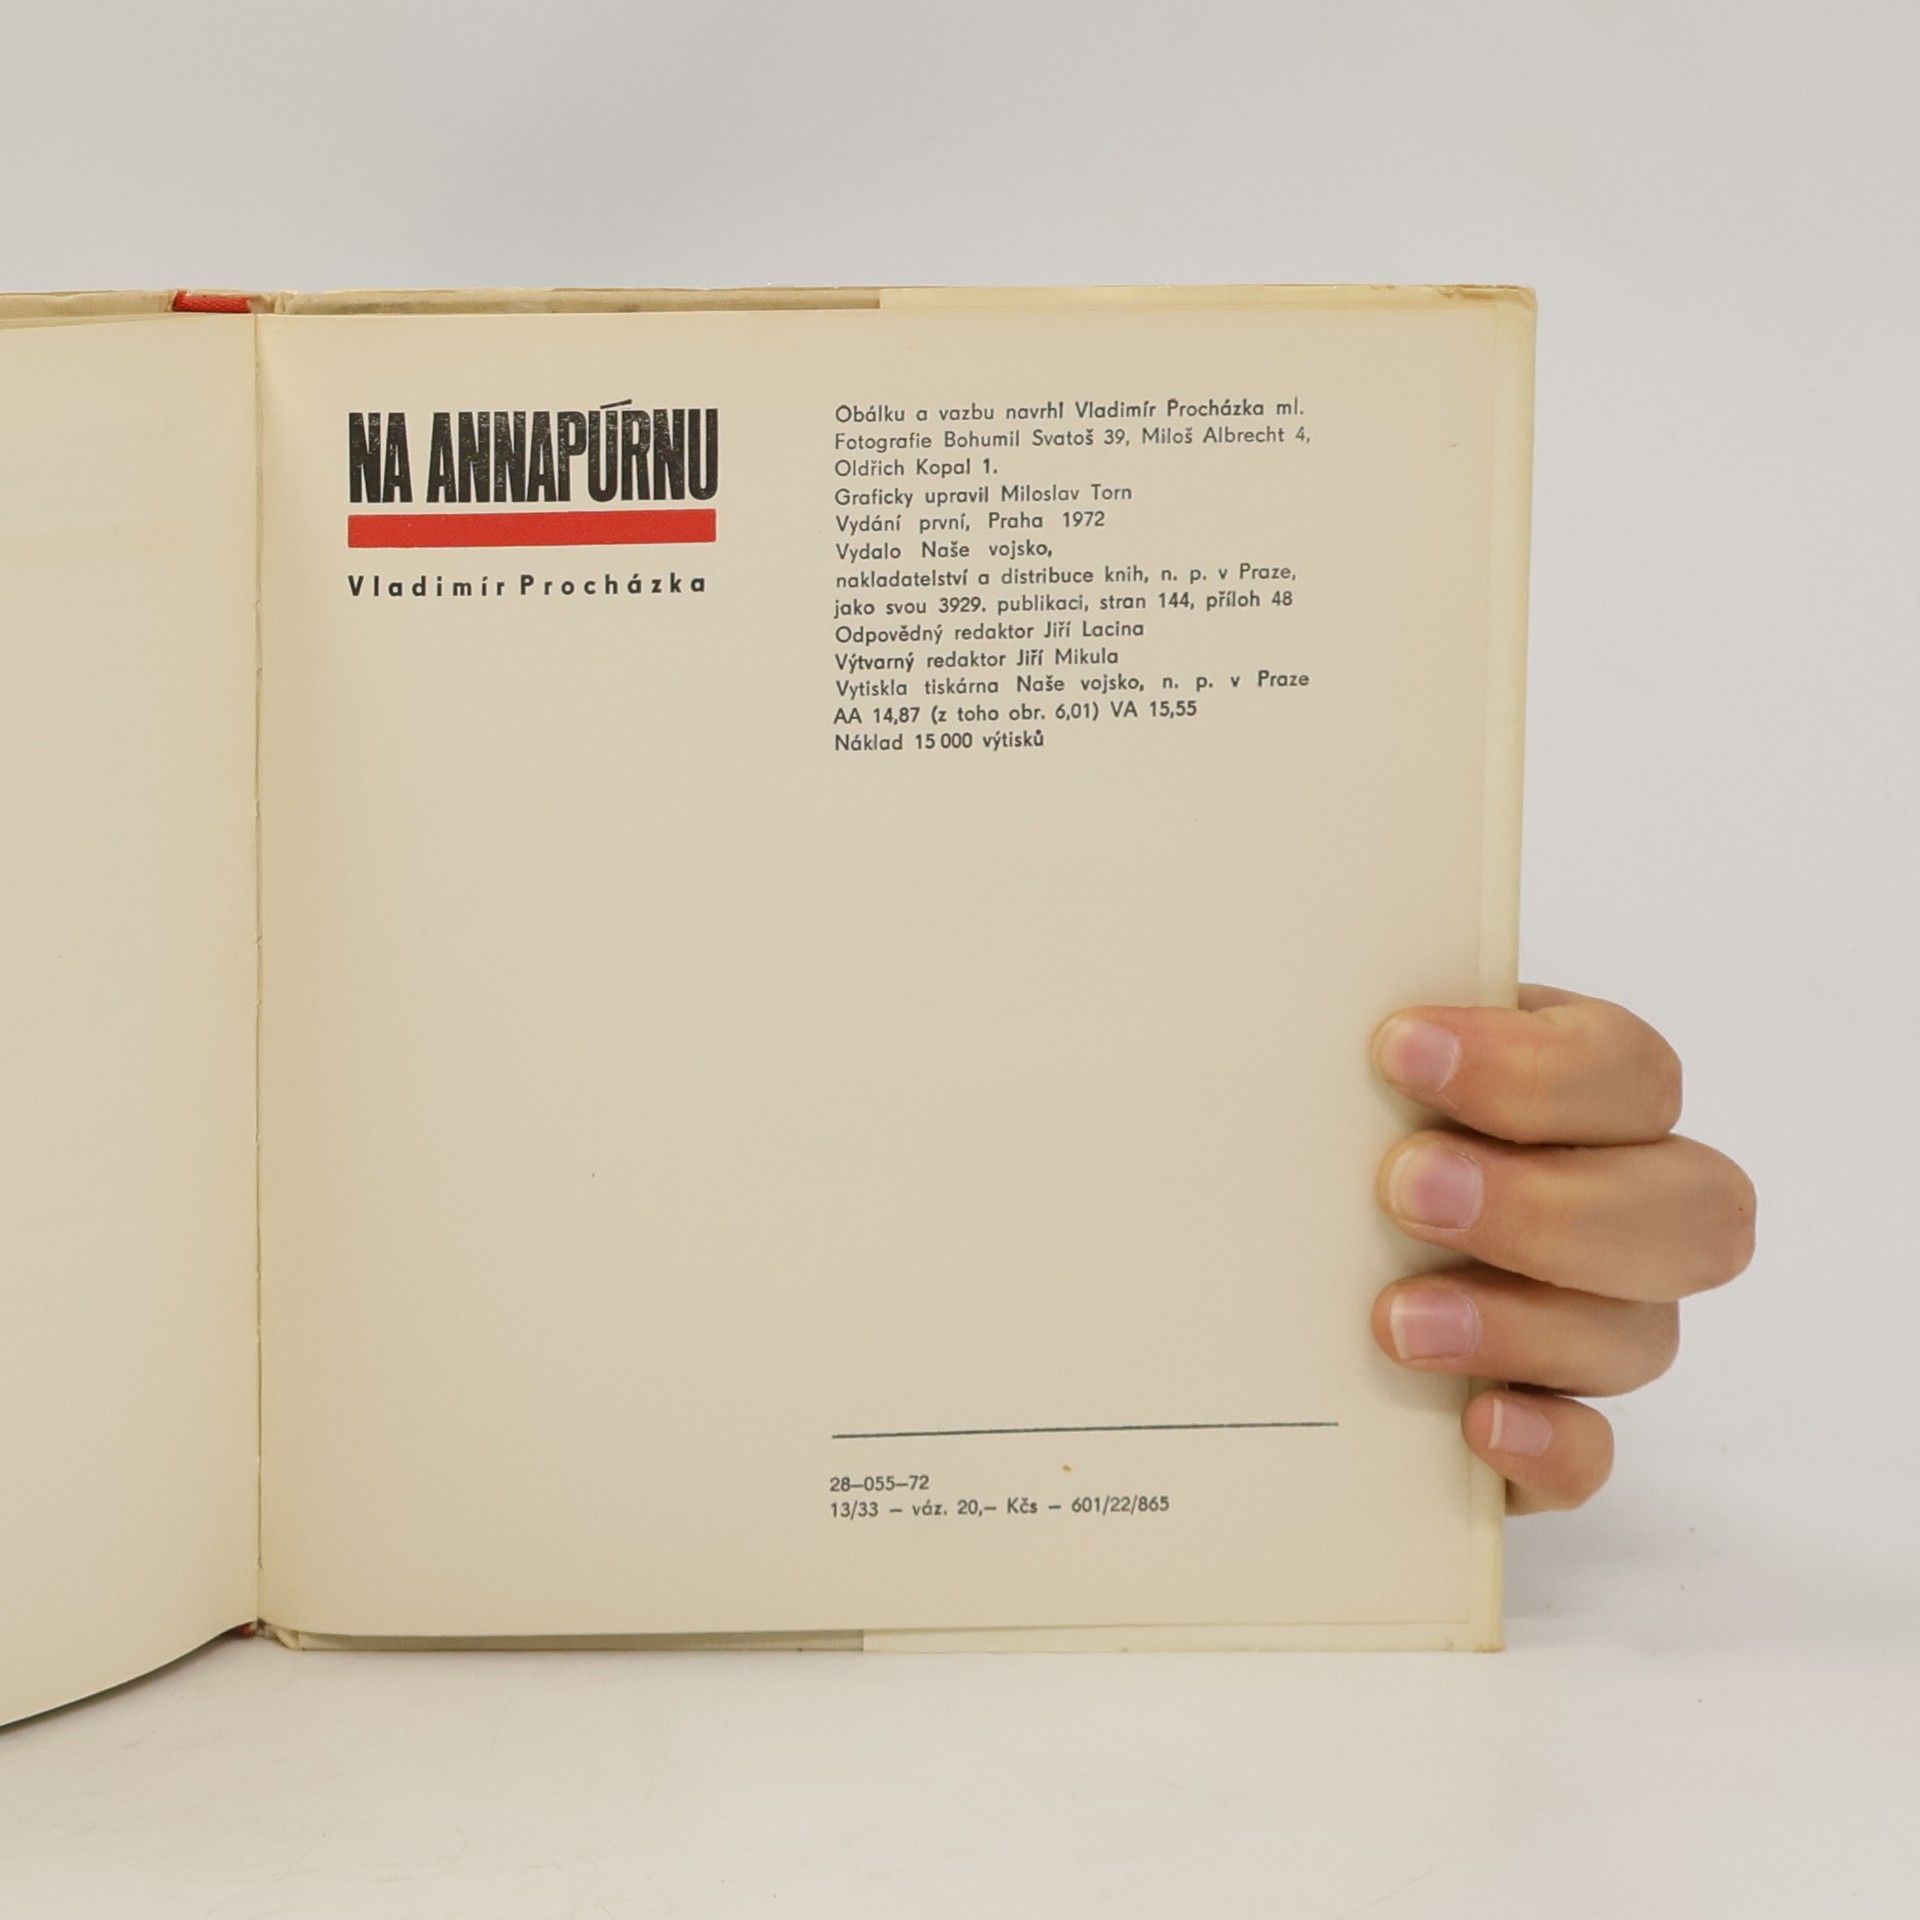 NA ANNAPÚRNU
Vladimír Procházka
Obálku a vazbu navrhl Vladimír Procházka ml.
Fotografie Bohumil Svatoš 39, Miloš Albrecht 4,
Oldřich Kopal 1.
Graficky upravil Miloslav Torn
Vydání první, Praha 1972
Vydalo Naše vojsko,
nakladatelství a distribuce knih, n. p. v Praze,
jako svou 3929. publikaci, stran 144, příloh 48
Odpovědný redaktor Jiří Lacina
Výtvarný redaktor Jiří Mikula
Vytiskla tiskárna Naše vojsko, n. p. v Praze
AA 14,87 (z toho obr. 6,01) VA 15,55
Náklad 15 000 výtisků
28–055–72
13/33 – váz. 20,– Kčs – 601/22/865